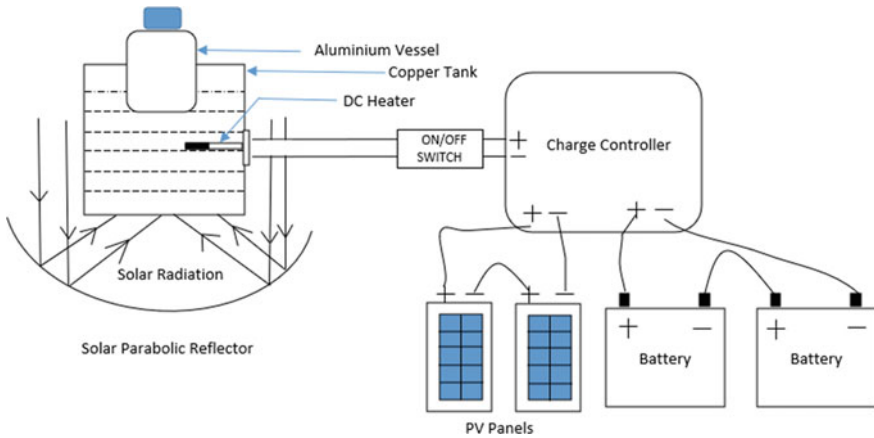 Aluminium Vessel
Copper Tank
DC Heater
ON/OFF
SWITCH
+
−
Charge Controller
+ −
+ −
Solar Radiation
Solar Parabolic Reflector
+ − + −
+ −
Battery
+ −
Battery
PV Panels